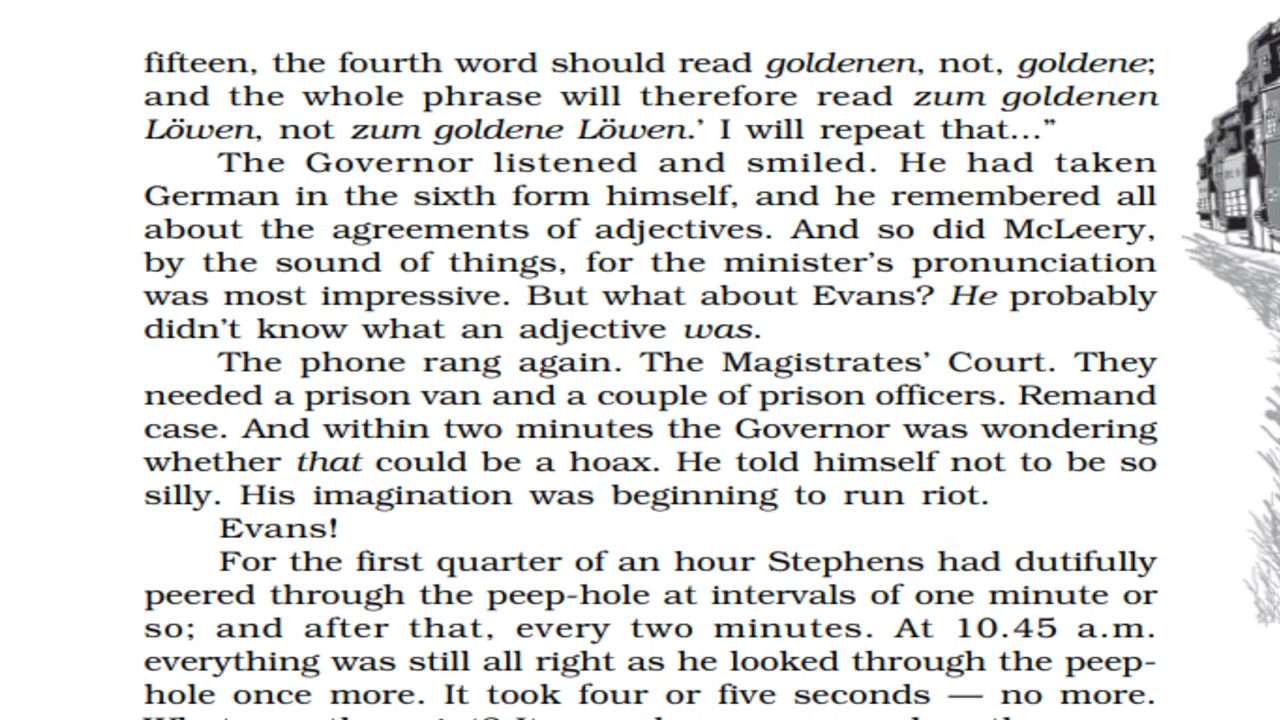 fifteen, the fourth word should read goldenen, not, goldene;
and the whole phrase will therefore read zum goldenen
Löwen, not zum goldene Löwen.’ I will repeat that...”
The Governor listened and smiled. He had taken
German in the sixth form himself, and he remembered all
about the agreements of adjectives. And so did McLeery,
by the sound of things, for the minister’s pronunciation
was most impressive. But what about Evans? He probably
didn’t know what an adjective was.
The phone rang again. The Magistrates’ Court. They
needed a prison van and a couple of prison officers. Remand
case. And within two minutes the Governor was wondering
whether that could be a hoax. He told himself not to be so
silly. His imagination was beginning to run riot.
Evans!
For the first quarter of an hour Stephens had dutifully
peered through the peep-hole at intervals of one minute or
so; and after that, every two minutes. At 10.45 a.m.
everything was still all right as he looked through the peep-
hole once more. It took four or five seconds — no more.